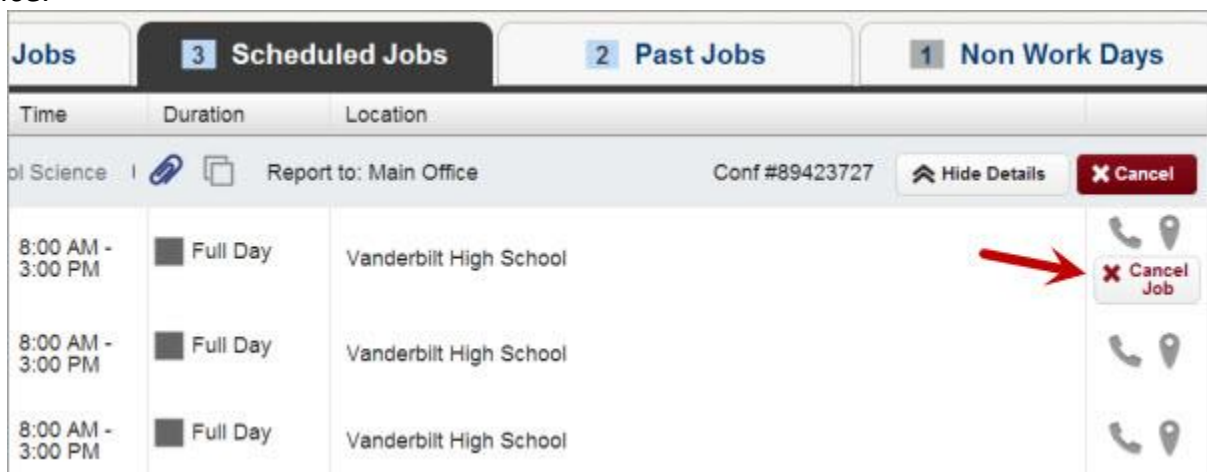 Jobs 3 Scheduled Jobs 2 Past Jobs 1 Non Work Days
Time Duration Location
ol Science Report to: Main Office Conf #89423727 Hide Details Cancel
8:00 AM - 3:00 PM Full Day Vanderbilt High School Cancel Job
8:00 AM - 3:00 PM Full Day Vanderbilt High School
8:00 AM - 3:00 PM Full Day Vanderbilt High School